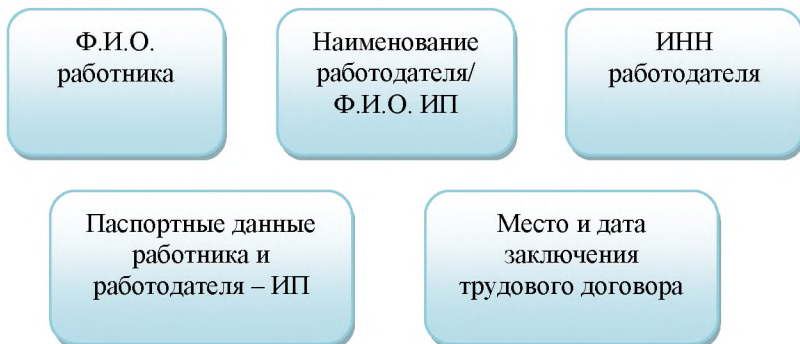 Ф.И.О.
работника
Наименование
работодателя/
Ф.И.О. ИП
ИНН
работодателя
Паспортные данные
работника и
работодателя – ИП
Место и дата
заключения
трудового договора